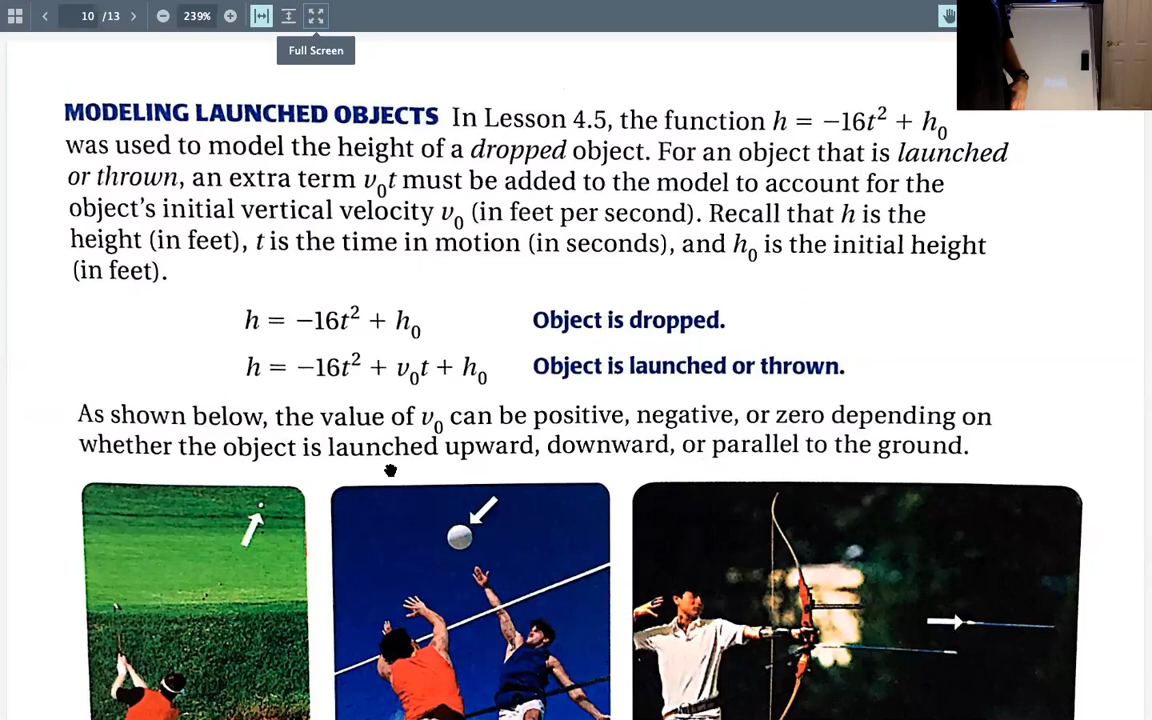 10 /13
239%
Full Screen
MODELING LAUNCHED OBJECTS In Lesson 4.5, the function h = −16t² + h₀
was used to model the height of a dropped object. For an object that is launched
or thrown, an extra term v₀t must be added to the model to account for the
object's initial vertical velocity v₀ (in feet per second). Recall that h is the
height (in feet), t is the time in motion (in seconds), and h₀ is the initial height
(in feet).
h = −16t² + h₀ Object is dropped.
h = −16t² + v₀t + h₀ Object is launched or thrown.
As shown below, the value of v₀ can be positive, negative, or zero depending on
whether the object is launched upward, downward, or parallel to the ground.